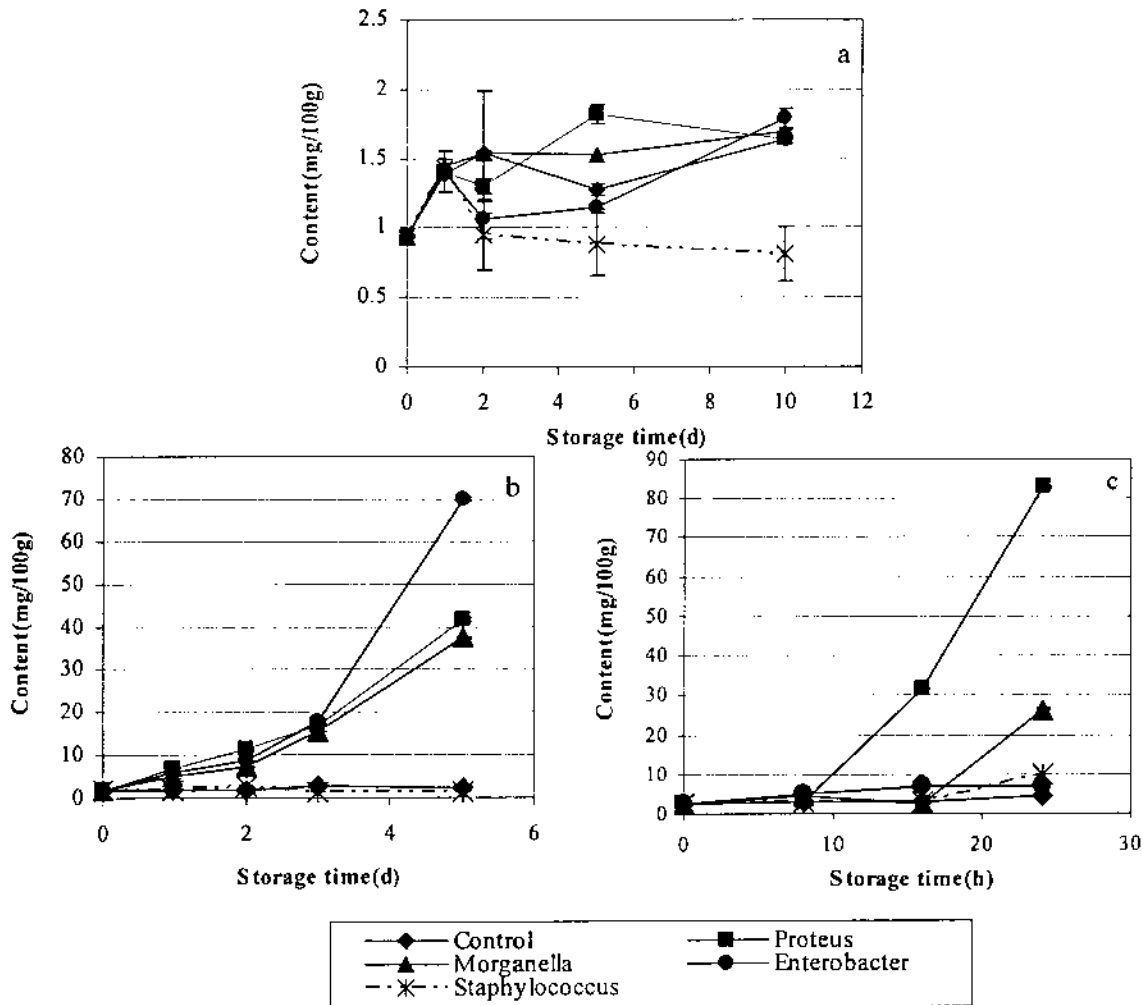 2.5
a
2
1.5
1
0.5
0
Content(mg/100g)
0 2 4 6 8 10 12
Storage time(d)
80
b
70
60
50
40
30
20
10
0
Content(mg/100g)
0 2 4 6
Storage time(d)
90
c
80
70
60
50
40
30
20
10
0
Content(mg/100g)
0 10 20 30
Storage time(h)
Control Proteus
Morganella Enterobacter
Staphylococcus